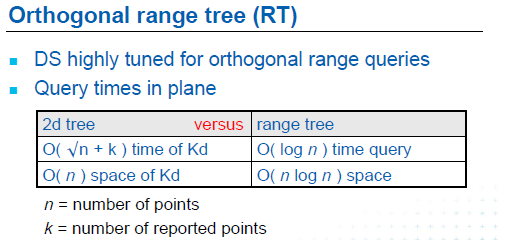 Orthogonal range tree (RT)
DS highly tuned for orthogonal range queries
Query times in plane
2d tree versus range tree
O( √n + k ) time of Kd O( log n ) time query
O( n ) space of Kd O( n log n ) space
n = number of points
k = number of reported points